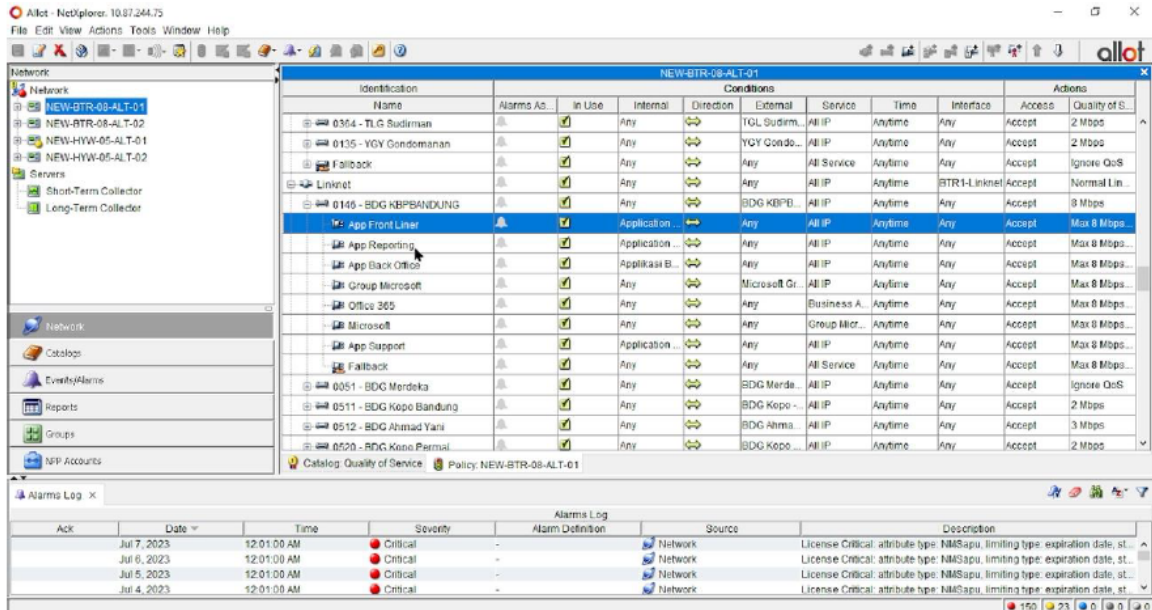 Allot - NetXplorer. 10.87.244.75
File Edit View Actions Tools Window Help
allot
Network
Network
NEW-BTR-08-ALT-01
NEW-BTR-08-ALT-02
NEW-HYW-05-ALT-01
NEW-HYW-05-ALT-02
Servers
Short-Term Collector
Long-Term Collector
Network
Catalogs
Events/Alarms
Reports
Groups
NPP Accounts
NEW-BTR-08-ALT-01
Identification Conditions Actions
Name Alarms As... In Use Internal Direction External Service Time Interface Access Quality of S...
0364 - TLG Sudirman Any TGL Sudirm... All IP Anytime Any Accept 2 Mbps
0135 - YGY Gondomanan Any YGY Gondo... All IP Anytime Any Accept 2 Mbps
Fallback Any Any All Service Anytime Any Accept Ignore QoS
Linknet Any Any All IP Anytime BTR1-Linknet Accept Normal Lin...
0146 - BDG KBPBANDUNG Any BDG KBPB... All IP Anytime Any Accept 8 Mbps
App Front Liner Application ... Any All IP Anytime Any Accept Max 8 Mbps...
App Reporting Application ... Any All IP Anytime Any Accept Max 8 Mbps...
App Back Office Applikasi B... Any All IP Anytime Any Accept Max 8 Mbps...
Group Microsoft Any Microsoft Gr... All IP Anytime Any Accept Max 8 Mbps...
Office 365 Any Any Business A... Anytime Any Accept Max 8 Mbps...
Microsoft Any Any Group Micr... Anytime Any Accept Max 8 Mbps...
App Support Application ... Any All IP Anytime Any Accept Max 8 Mbps...
Fallback Any Any All Service Anytime Any Accept Max 8 Mbps...
0051 - BDG Merdeka Any BDG Merde... All IP Anytime Any Accept Ignore QoS
0511 - BDG Kopo Bandung Any BDG Kopo -... All IP Anytime Any Accept 2 Mbps
0512 - BDG Ahmad Yani Any BDG Ahma... All IP Anytime Any Accept 3 Mbps
0520 - BDG Kopo Permai Any BDG Kopo ... All IP Anytime Any Accept 2 Mbps
Catalog: Quality of Service Policy: NEW-BTR-08-ALT-01
Alarms Log
Alarms Log
Ack Date Time Severity Alarm Definition Source Description
Jul 7, 2023 12:01:00 AM Critical - Network License Critical: attribute type: NMSapu, limiting type: expiration date, st...
Jul 6, 2023 12:01:00 AM Critical - Network License Critical: attribute type: NMSapu, limiting type: expiration date, st...
Jul 5, 2023 12:01:00 AM Critical - Network License Critical: attribute type: NMSapu, limiting type: expiration date, st...
Jul 4, 2023 12:01:00 AM Critical - Network License Critical: attribute type: NMSapu, limiting type: expiration date, st...
150 23 0 0 0